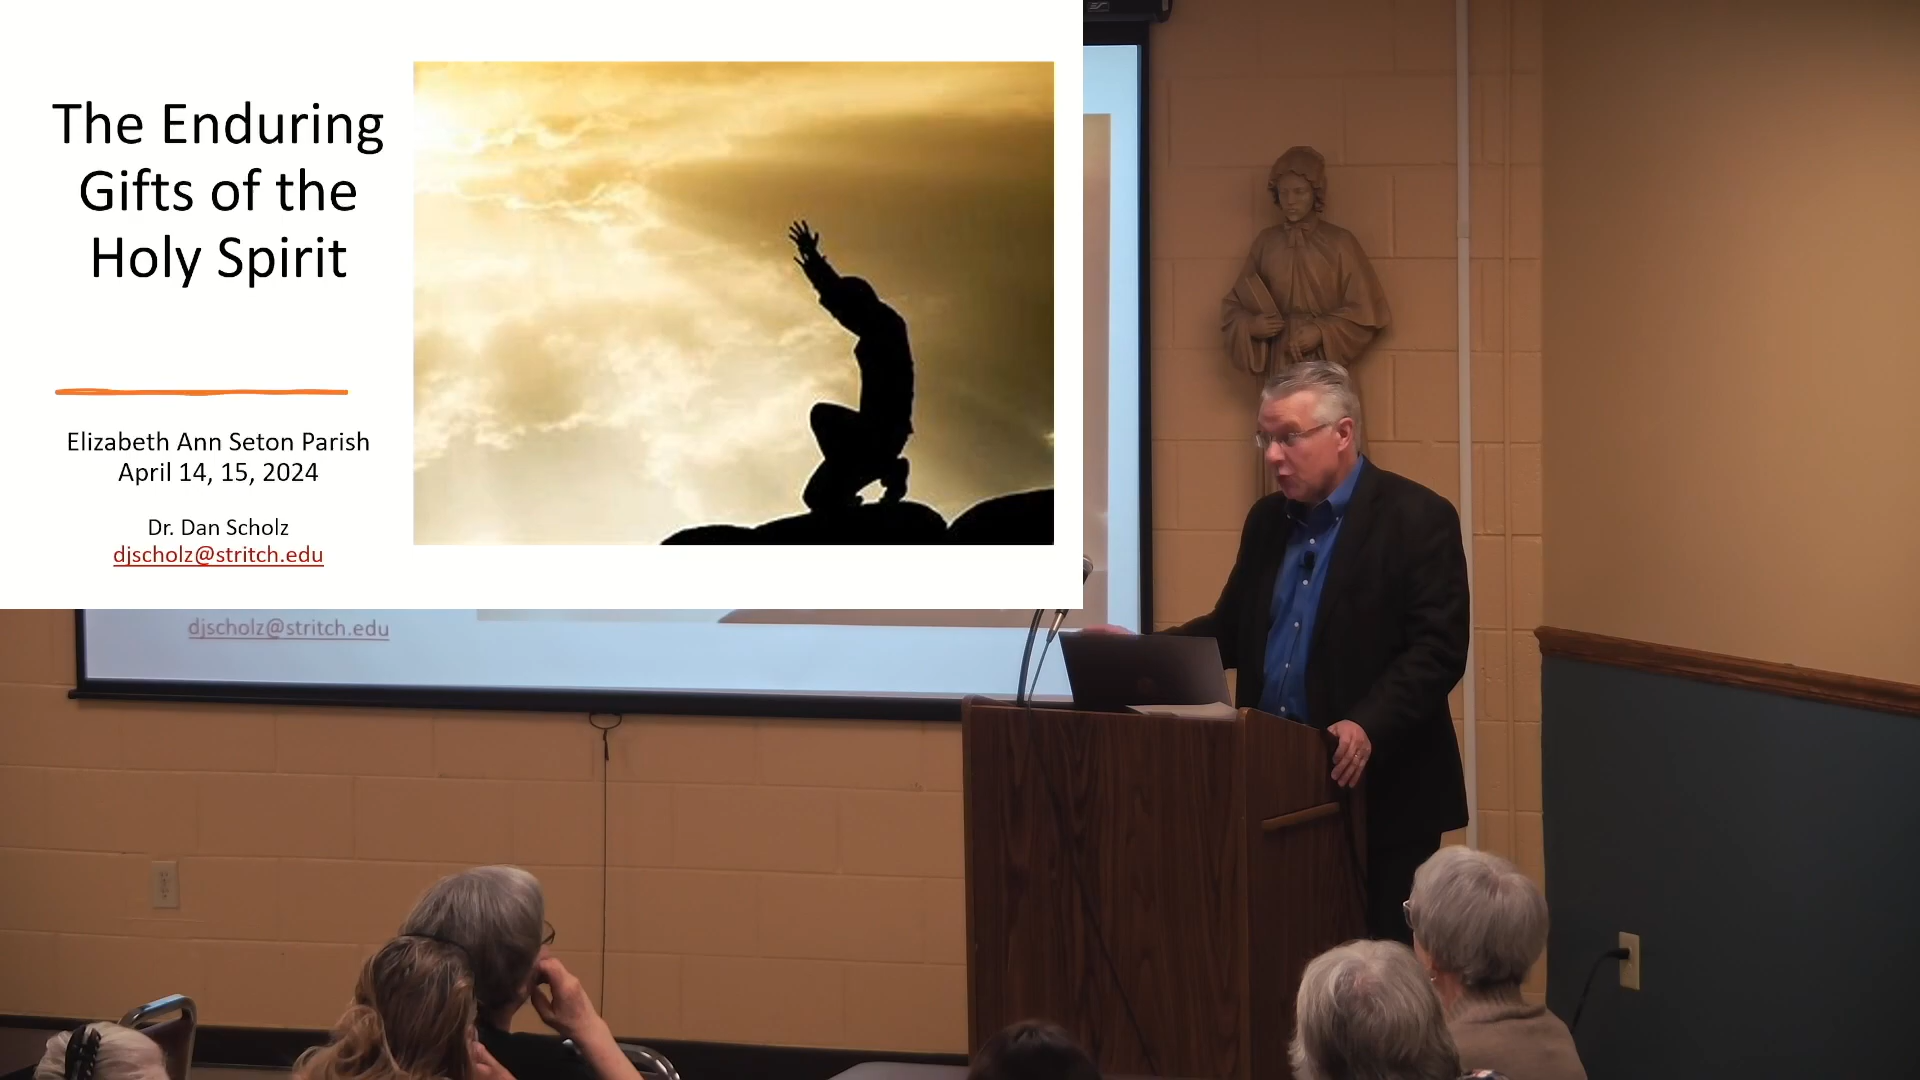 The Enduring
Gifts of the
Holy Spirit
Elizabeth Ann Seton Parish
April 14, 15, 2024
Dr. Dan Scholz
djscholz@stritch.edu
djscholz@stritch.edu